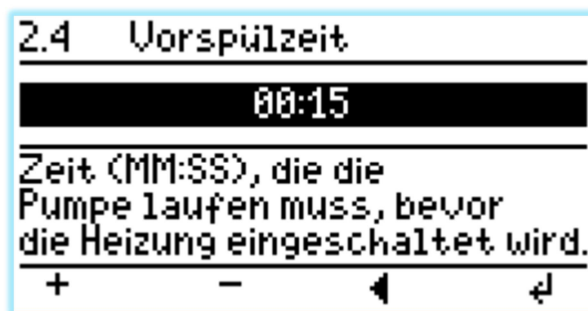 2.4 Vorspülzeit
00:15
Zeit (MM:SS), die die
Pumpe laufen muss, bevor
die Heizung eingeschaltet wird.
+ − ◀ ↵